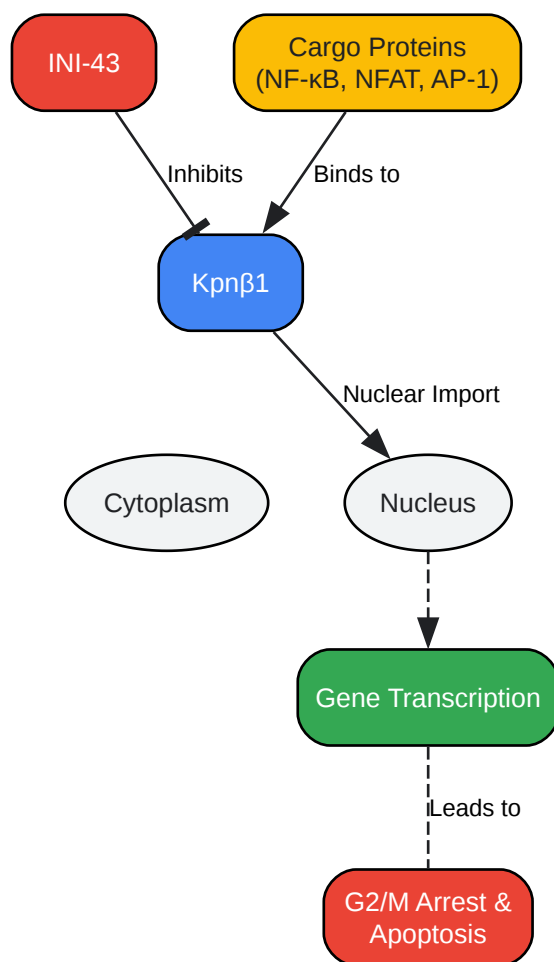 INI-43
Cargo Proteins
(NF-κB, NFAT, AP-1)
Inhibits
Binds to
Kpnβ1
Nuclear Import
Cytoplasm
Nucleus
Gene Transcription
Leads to
G2/M Arrest &
Apoptosis